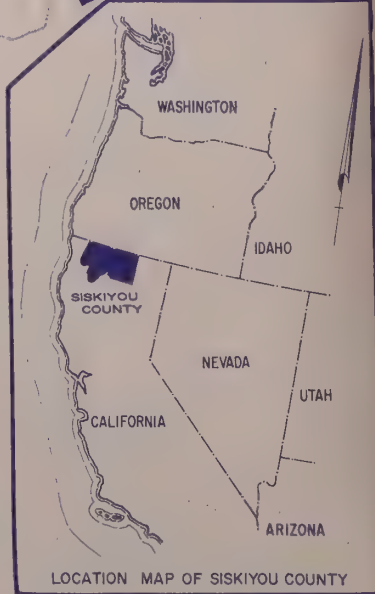 WASHINGTON
OREGON
IDAHO
SISKIYOU
COUNTY
NEVADA
UTAH
CALIFORNIA
ARIZONA
LOCATION MAP OF SISKIYOU COUNTY